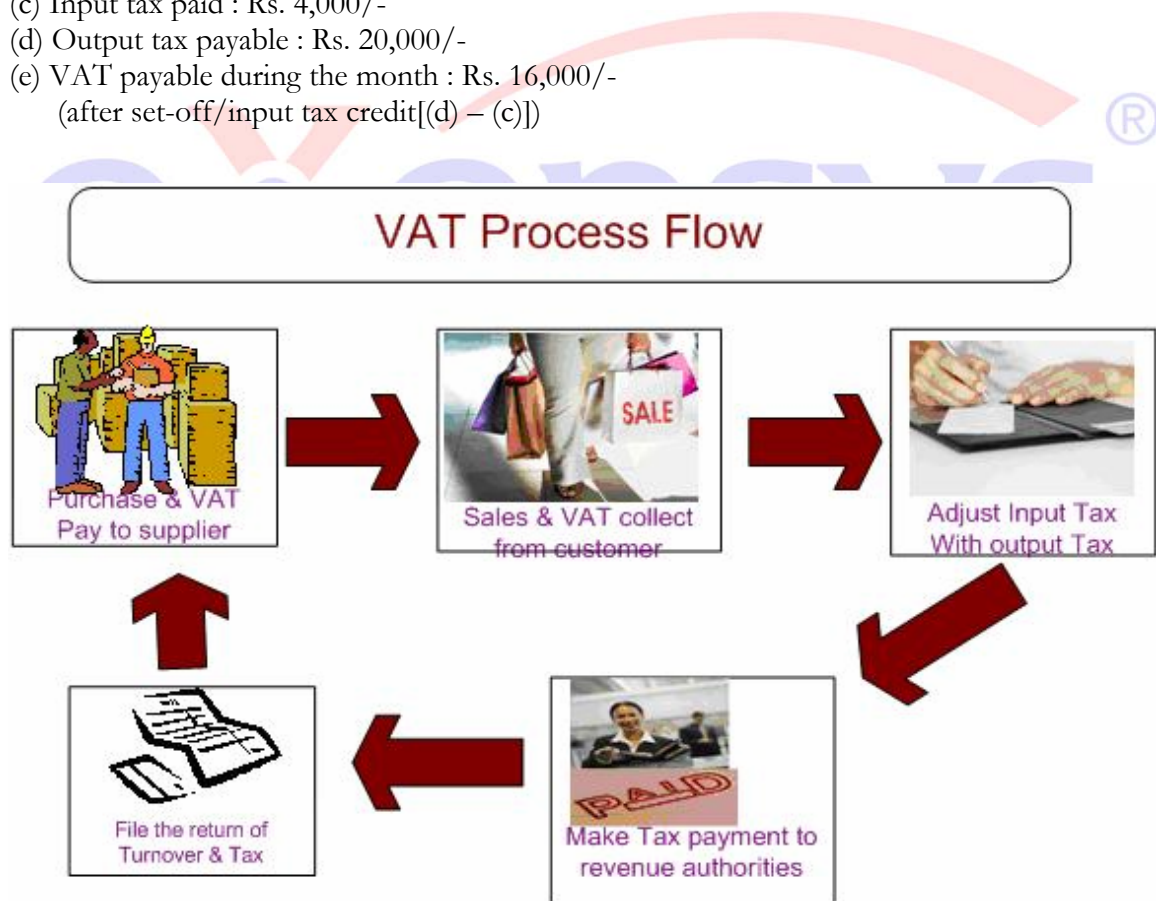 (c) Input tax paid : Rs. 4,000/-
(d) Output tax payable : Rs. 20,000/-
(e) VAT payable during the month : Rs. 16,000/-
(after set-off/input tax credit[(d) – (c)])
®
VAT Process Flow
Purchase & VAT
Pay to supplier
SALE
Sales & VAT collect
from customer
Adjust Input Tax
With output Tax
File the return of
Turnover & Tax
PAID
Make Tax payment to
revenue authorities